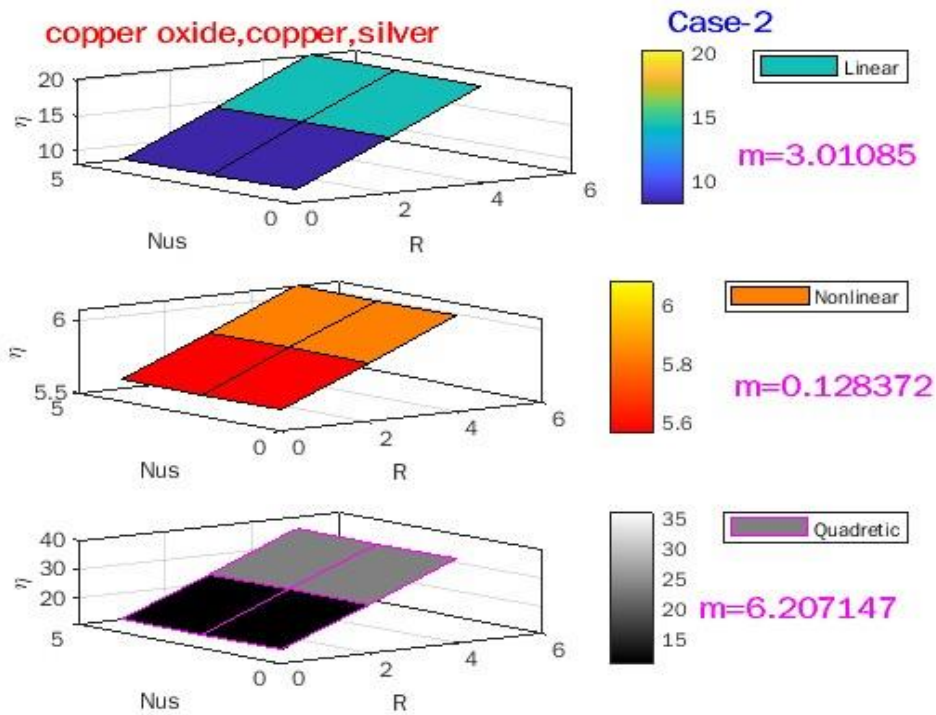 copper oxide,copper,silver
Case-2
20
15
10
η
5
0
Nus
0
2
4
6
R
20
15
10
Linear
m=3.01085
6
5.5
η
5
0
Nus
0
2
4
6
R
6
5.8
5.6
Nonlinear
m=0.128372
40
30
20
η
5
0
Nus
0
2
4
6
R
35
30
25
20
15
Quadretic
m=6.207147